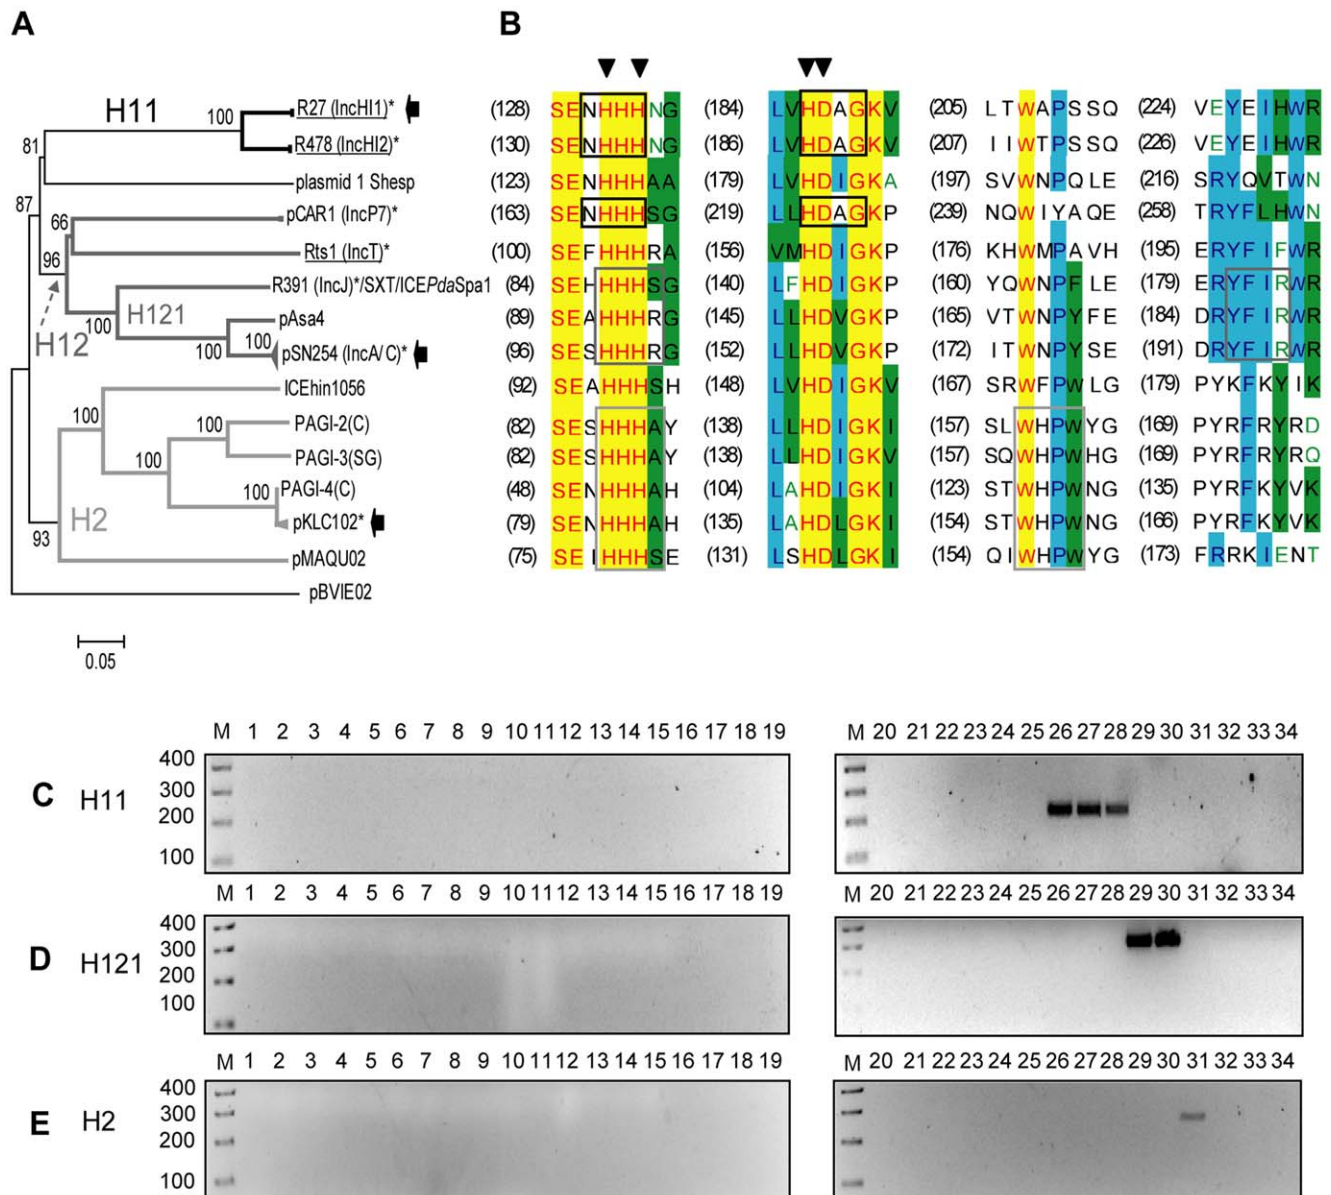 A
B
H11
81
87
66
96
100
H12
H121
100
100
100
H2
100
100
100
100
93
R27 (IncHI1)*
R478 (IncHI2)*
plasmid 1 Shesp
pCAR1 (IncP7)*
Rts1 (IncT)*
R391 (IncJ)*/SXT/ICEPdaSpa1
pAsa4
pSN254 (IncA/C)*
ICEhin1056
PAGI-2(C)
PAGI-3(SG)
PAGI-4(C)
pKLC102*
pMAQU02
pBVIE02
0.05
(128) SENHHHNG (184) LVHDAGKV (205) LTWAPSSQ (224) VEYEIHWR
(130) SENHHHNG (186) LVHDAGKV (207) IIWTPSSQ (226) VEYEIHWR
(123) SENHHHAA (179) LVHDIGKA (197) SVWNPQLE (216) SRYQVTWN
(163) SENHHHSG (219) LLHDAGKP (239) NQWIYAQE (258) TRYFLHWN
(100) SEFHHHRA (156) VMHDIGKP (176) KHWMPAVH (195) ERYFIFWR
(84) SEHHHHSG (140) LFHDIGKP (160) YQWNPFLE (179) ERYFIRWR
(89) SEAHHHRG (145) LLHDVGKP (165) VTWNPYFE (184) DRYFIRWR
(96) SESHHHRG (152) LLHDVGKP (172) ITWNPYSE (191) DRYFIRWR
(92) SEAHHHSH (148) LVHDIGKV (167) SRWFPWLG (179) PYKFKYIK
(82) SESHHHAY (138) LLHDIGKI (157) SLWHPWYG (169) PYRFRYRD
(82) SESHHHAY (138) LLHDIGKV (157) SQWHPWHG (169) PYRFRYRQ
(48) SENHHHAH (104) LAHDIGKI (123) STWHPWNG (135) PYRFKYVK
(79) SENHHHAH (135) LAHDLGKI (154) STWHPWNG (166) PYRFKYVK
(75) SEIHHHSE (131) LSHDLGKI (154) QIWHPWYG (173) FRRKIENT
M 1 2 3 4 5 6 7 8 9 10 11 12 13 14 15 16 17 18 19
M 20 21 22 23 24 25 26 27 28 29 30 31 32 33 34
C H11
400
300
200
100
M 1 2 3 4 5 6 7 8 9 10 11 12 13 14 15 16 17 18 19
M 20 21 22 23 24 25 26 27 28 29 30 31 32 33 34
D H121
400
300
200
100
M 1 2 3 4 5 6 7 8 9 10 11 12 13 14 15 16 17 18 19
M 20 21 22 23 24 25 26 27 28 29 30 31 32 33 34
E H2
400
300
200
100